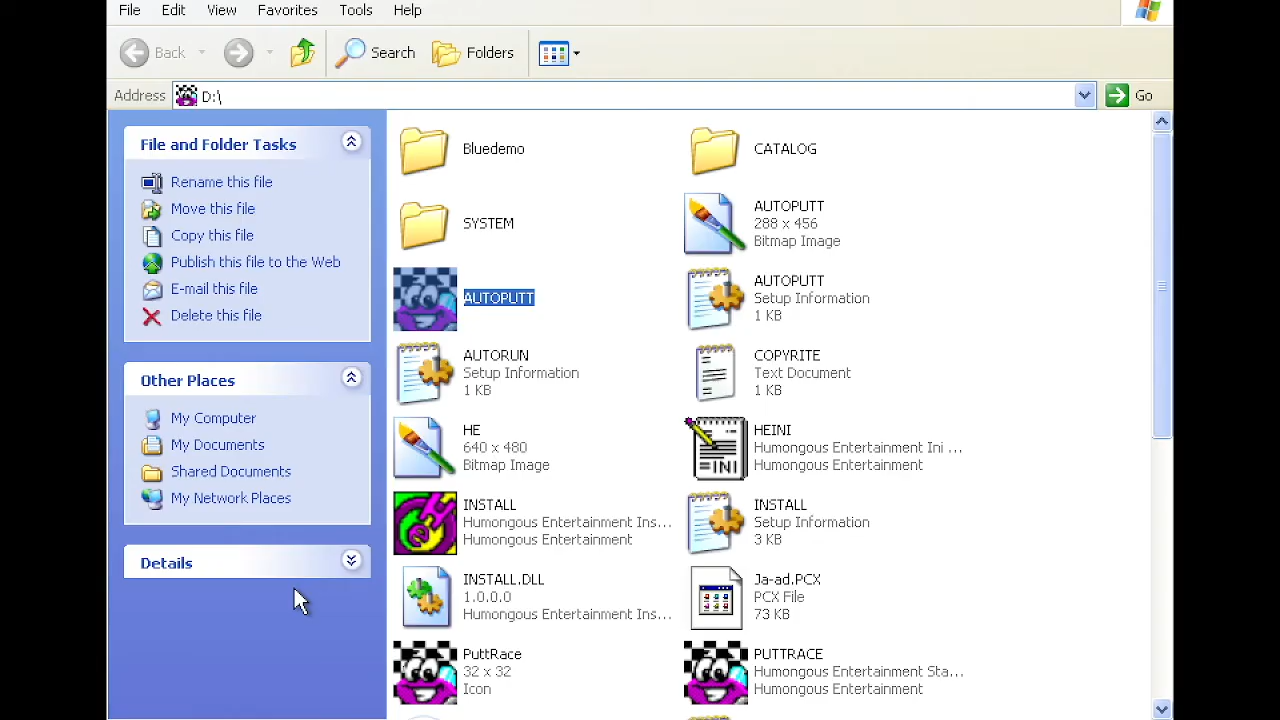 File Edit View Favorites Tools Help
Back Search Folders
Address D:\ Go
File and Folder Tasks
Rename this file
Move this file
Copy this file
Publish this file to the Web
E-mail this file
Delete this file
Other Places
My Computer
My Documents
Shared Documents
My Network Places
Details
Bluedemo
CATALOG
SYSTEM
AUTOPUTT
288 x 456
Bitmap Image
AUTOPUTT
AUTOPUTT
Setup Information
1 KB
AUTORUN
Setup Information
1 KB
COPYRITE
Text Document
1 KB
HE
640 x 480
Bitmap Image
HEINI
Humongous Entertainment Ini ...
Humongous Entertainment
INI
INSTALL
Humongous Entertainment Ins...
Humongous Entertainment
INSTALL
Setup Information
3 KB
INSTALL.DLL
1.0.0.0
Humongous Entertainment Ins...
Ja-ad.PCX
PCX File
73 KB
PuttRace
32 x 32
Icon
PUTTRACE
Humongous Entertainment Sta...
Humongous Entertainment